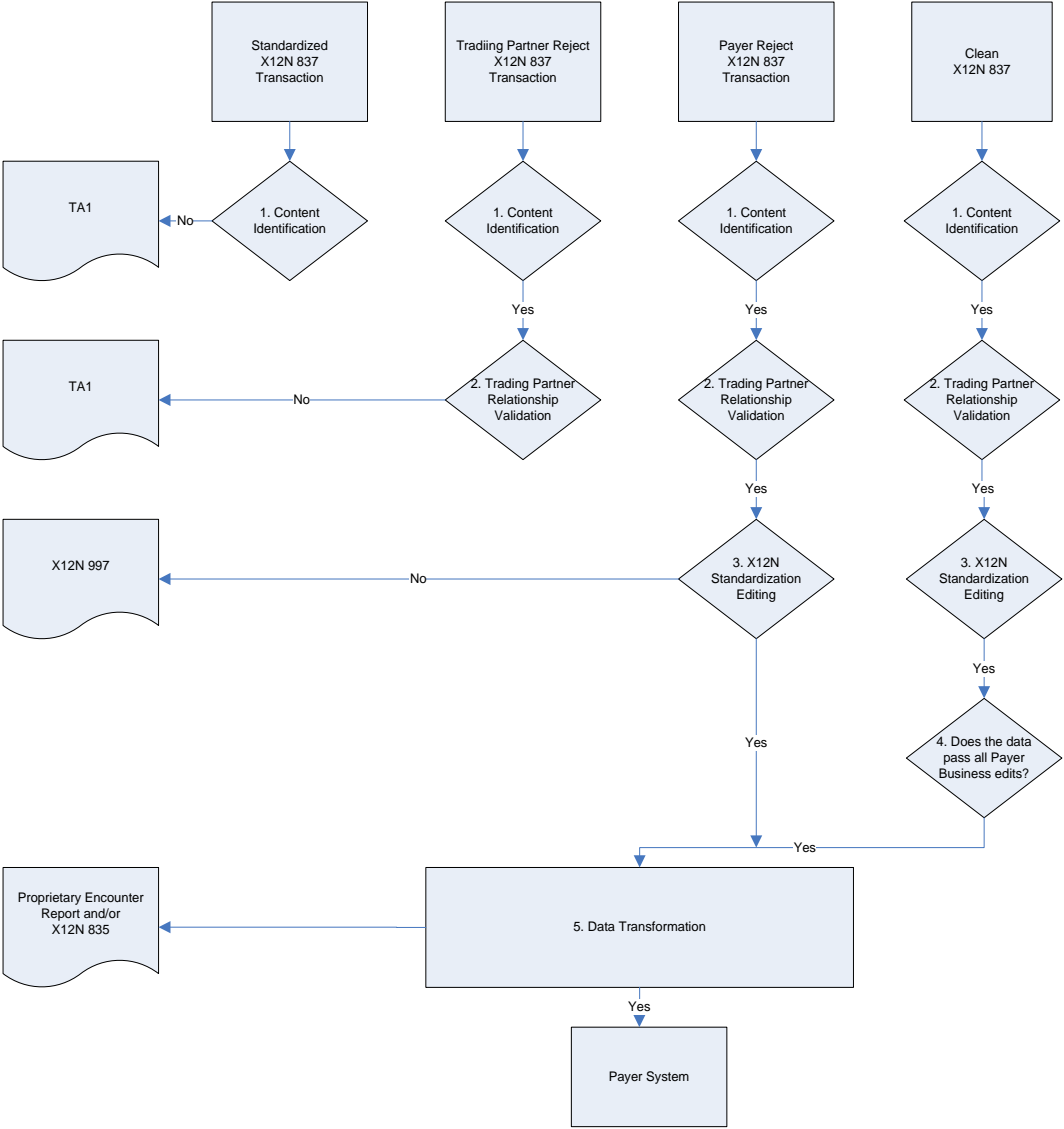 Standardized
X12N 837
Transaction
Tradiing Partner Reject
X12N 837
Transaction
Payer Reject
X12N 837
Transaction
Clean
X12N 837
TA1
No
1. Content
Identification
1. Content
Identification
1. Content
Identification
1. Content
Identification
Yes
Yes
Yes
TA1
No
2. Trading Partner
Relationship
Validation
2. Trading Partner
Relationship
Validation
2. Trading Partner
Relationship
Validation
Yes
Yes
X12N 997
No
3. X12N
Standardization
Editing
3. X12N
Standardization
Editing
Yes
Yes
4. Does the data
pass all Payer
Business edits?
Yes
Proprietary Encounter
Report and/or
X12N 835
5. Data Transformation
Yes
Payer System